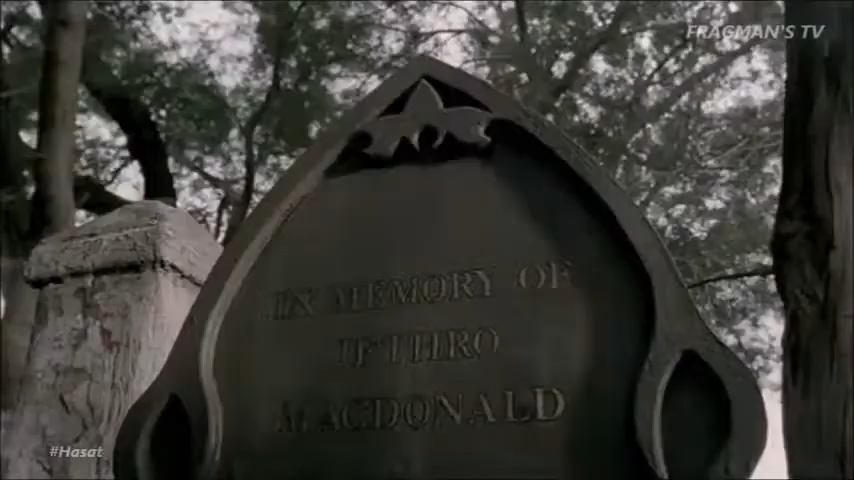 FRAGMAN'S TV
IN MEMORY OF
JETHRO
MACDONALD
#Hasat